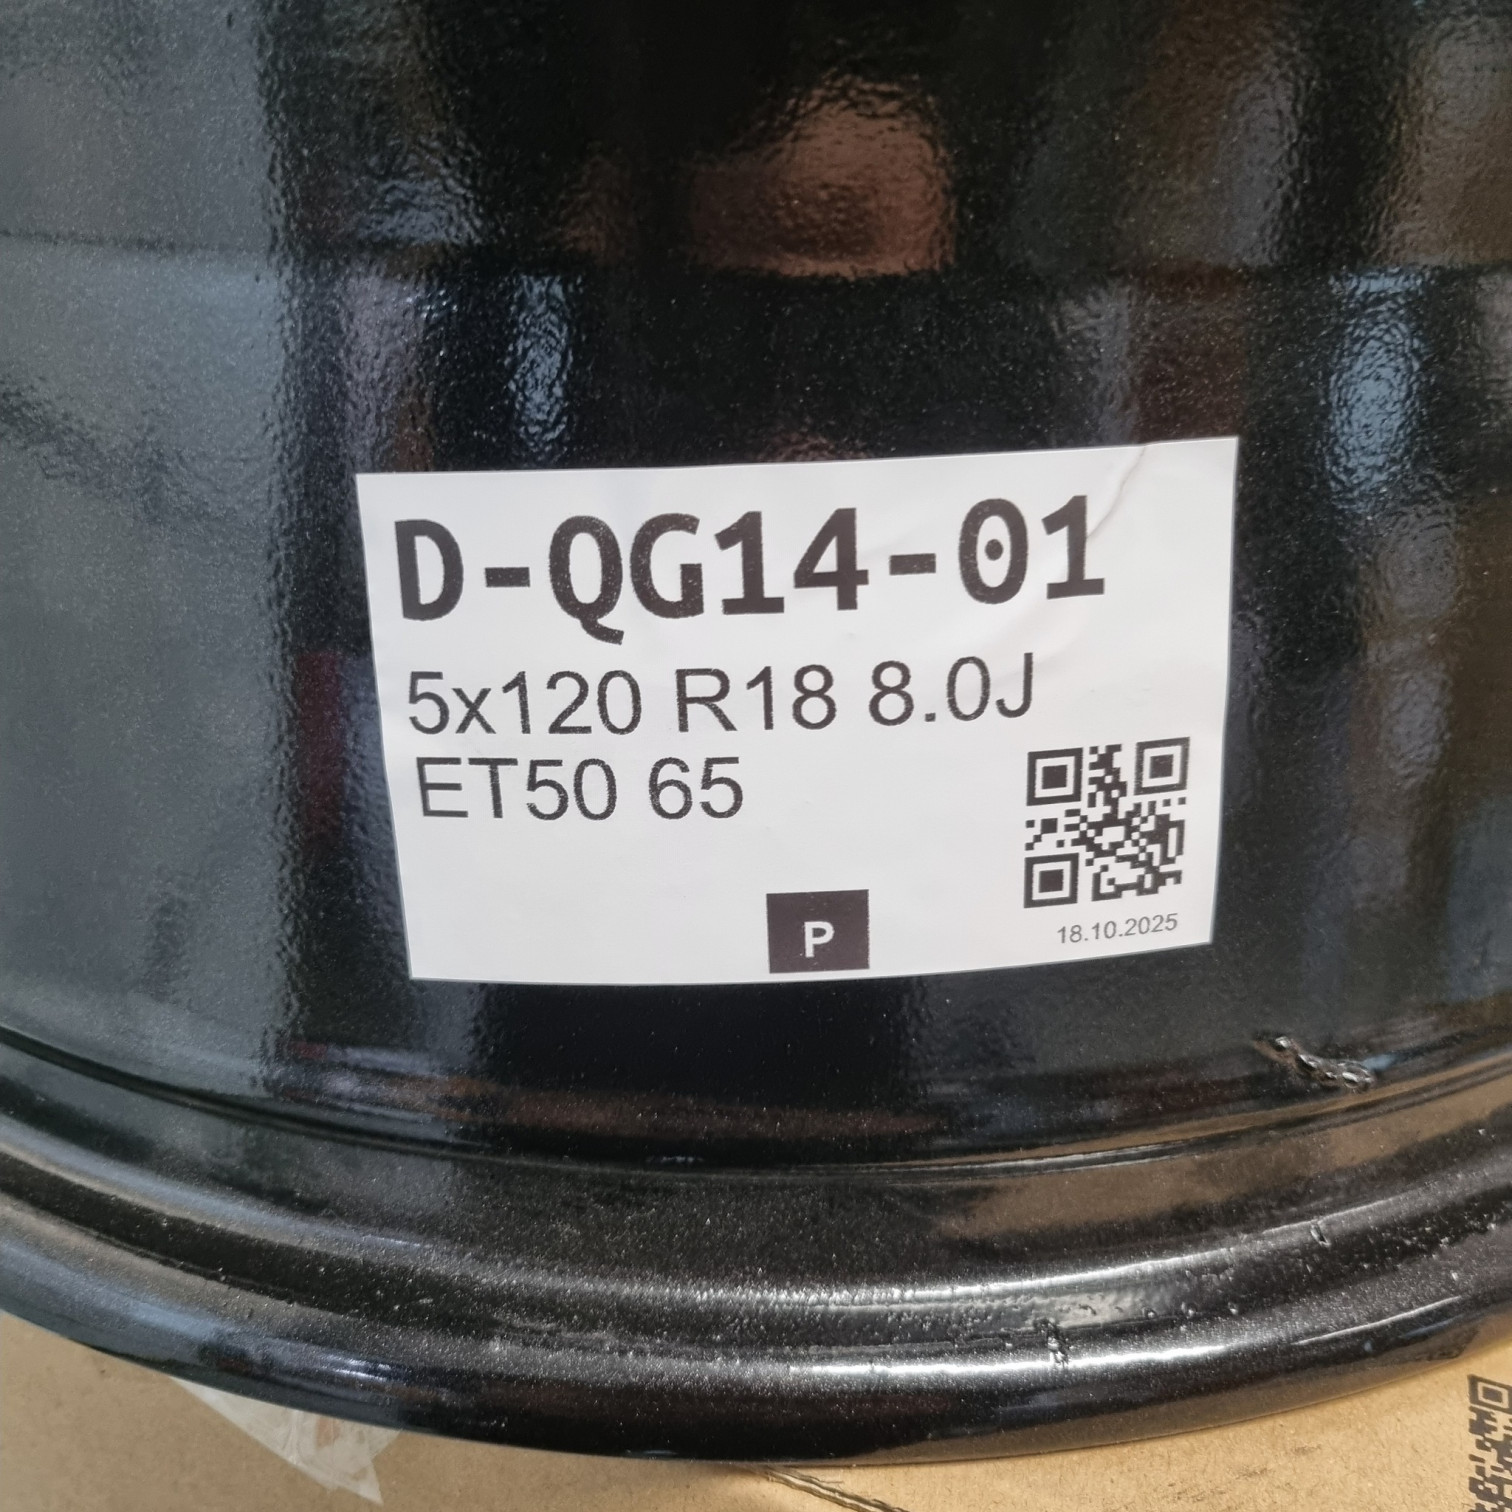 D-QG14-01
5x120 R18 8.0J
ET50 65
P
18.10.2025